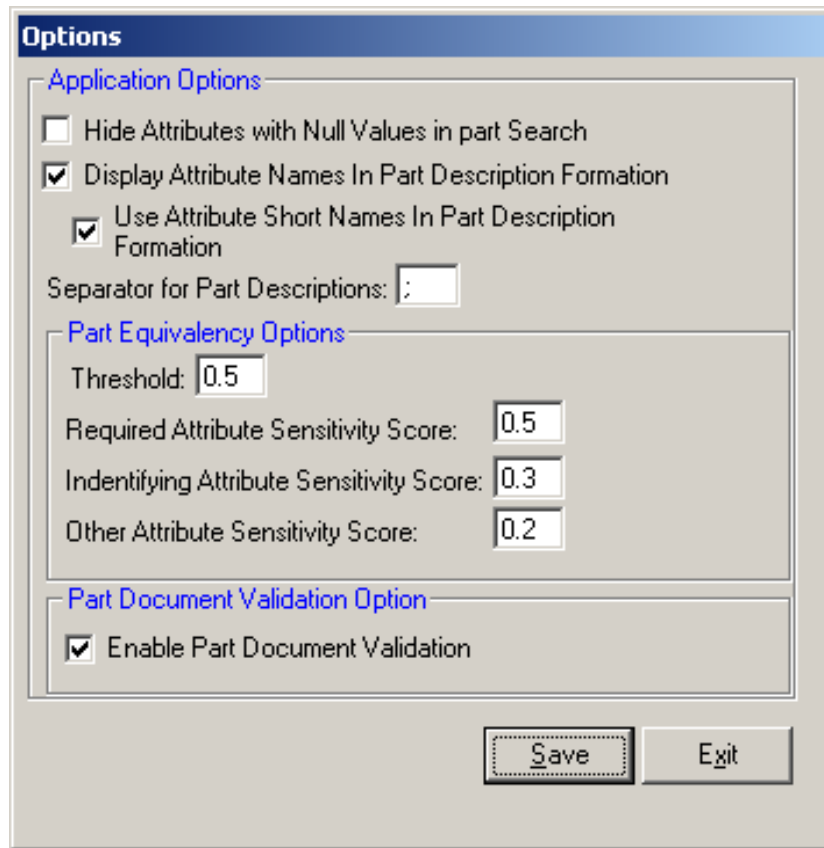 Options
Application Options
Hide Attributes with Null Values in part Search
Display Attribute Names In Part Description Formation
Use Attribute Short Names In Part Description
Formation
Separator for Part Descriptions: ;
Part Equivalency Options
Threshold: 0.5
Required Attribute Sensitivity Score: 0.5
Indentifying Attribute Sensitivity Score: 0.3
Other Attribute Sensitivity Score: 0.2
Part Document Validation Option
Enable Part Document Validation
Save Exit